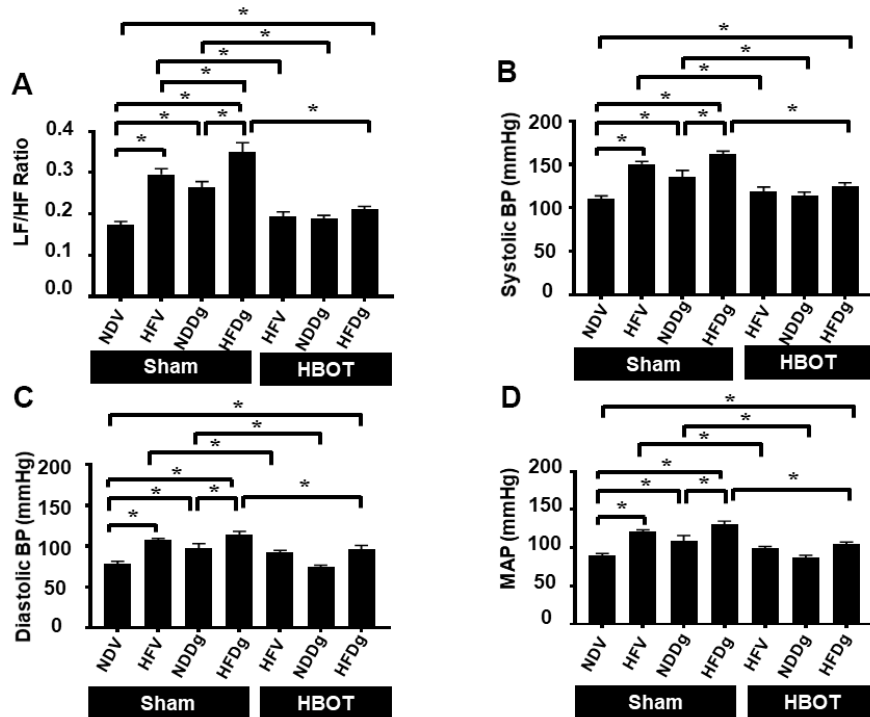 A
LF/HF Ratio
0.4
0.3
0.2
0.1
0.0
* * * * * * * * *
NDV HFV NDDg HFDg HFV NDDg HFDg
Sham HBOT
B
Systolic BP (mmHg)
200
150
100
50
0
* * * * * * * *
NDV HFV NDDg HFDg HFV NDDg HFDg
Sham HBOT
C
Diastolic BP (mmHg)
200
150
100
50
0
* * * * * * * *
NDV HFV NDDg HFDg HFV NDDg HFDg
Sham HBOT
D
MAP (mmHg)
200
150
100
50
0
* * * * * * * *
NDV HFV NDDg HFDg HFV NDDg HFDg
Sham HBOT